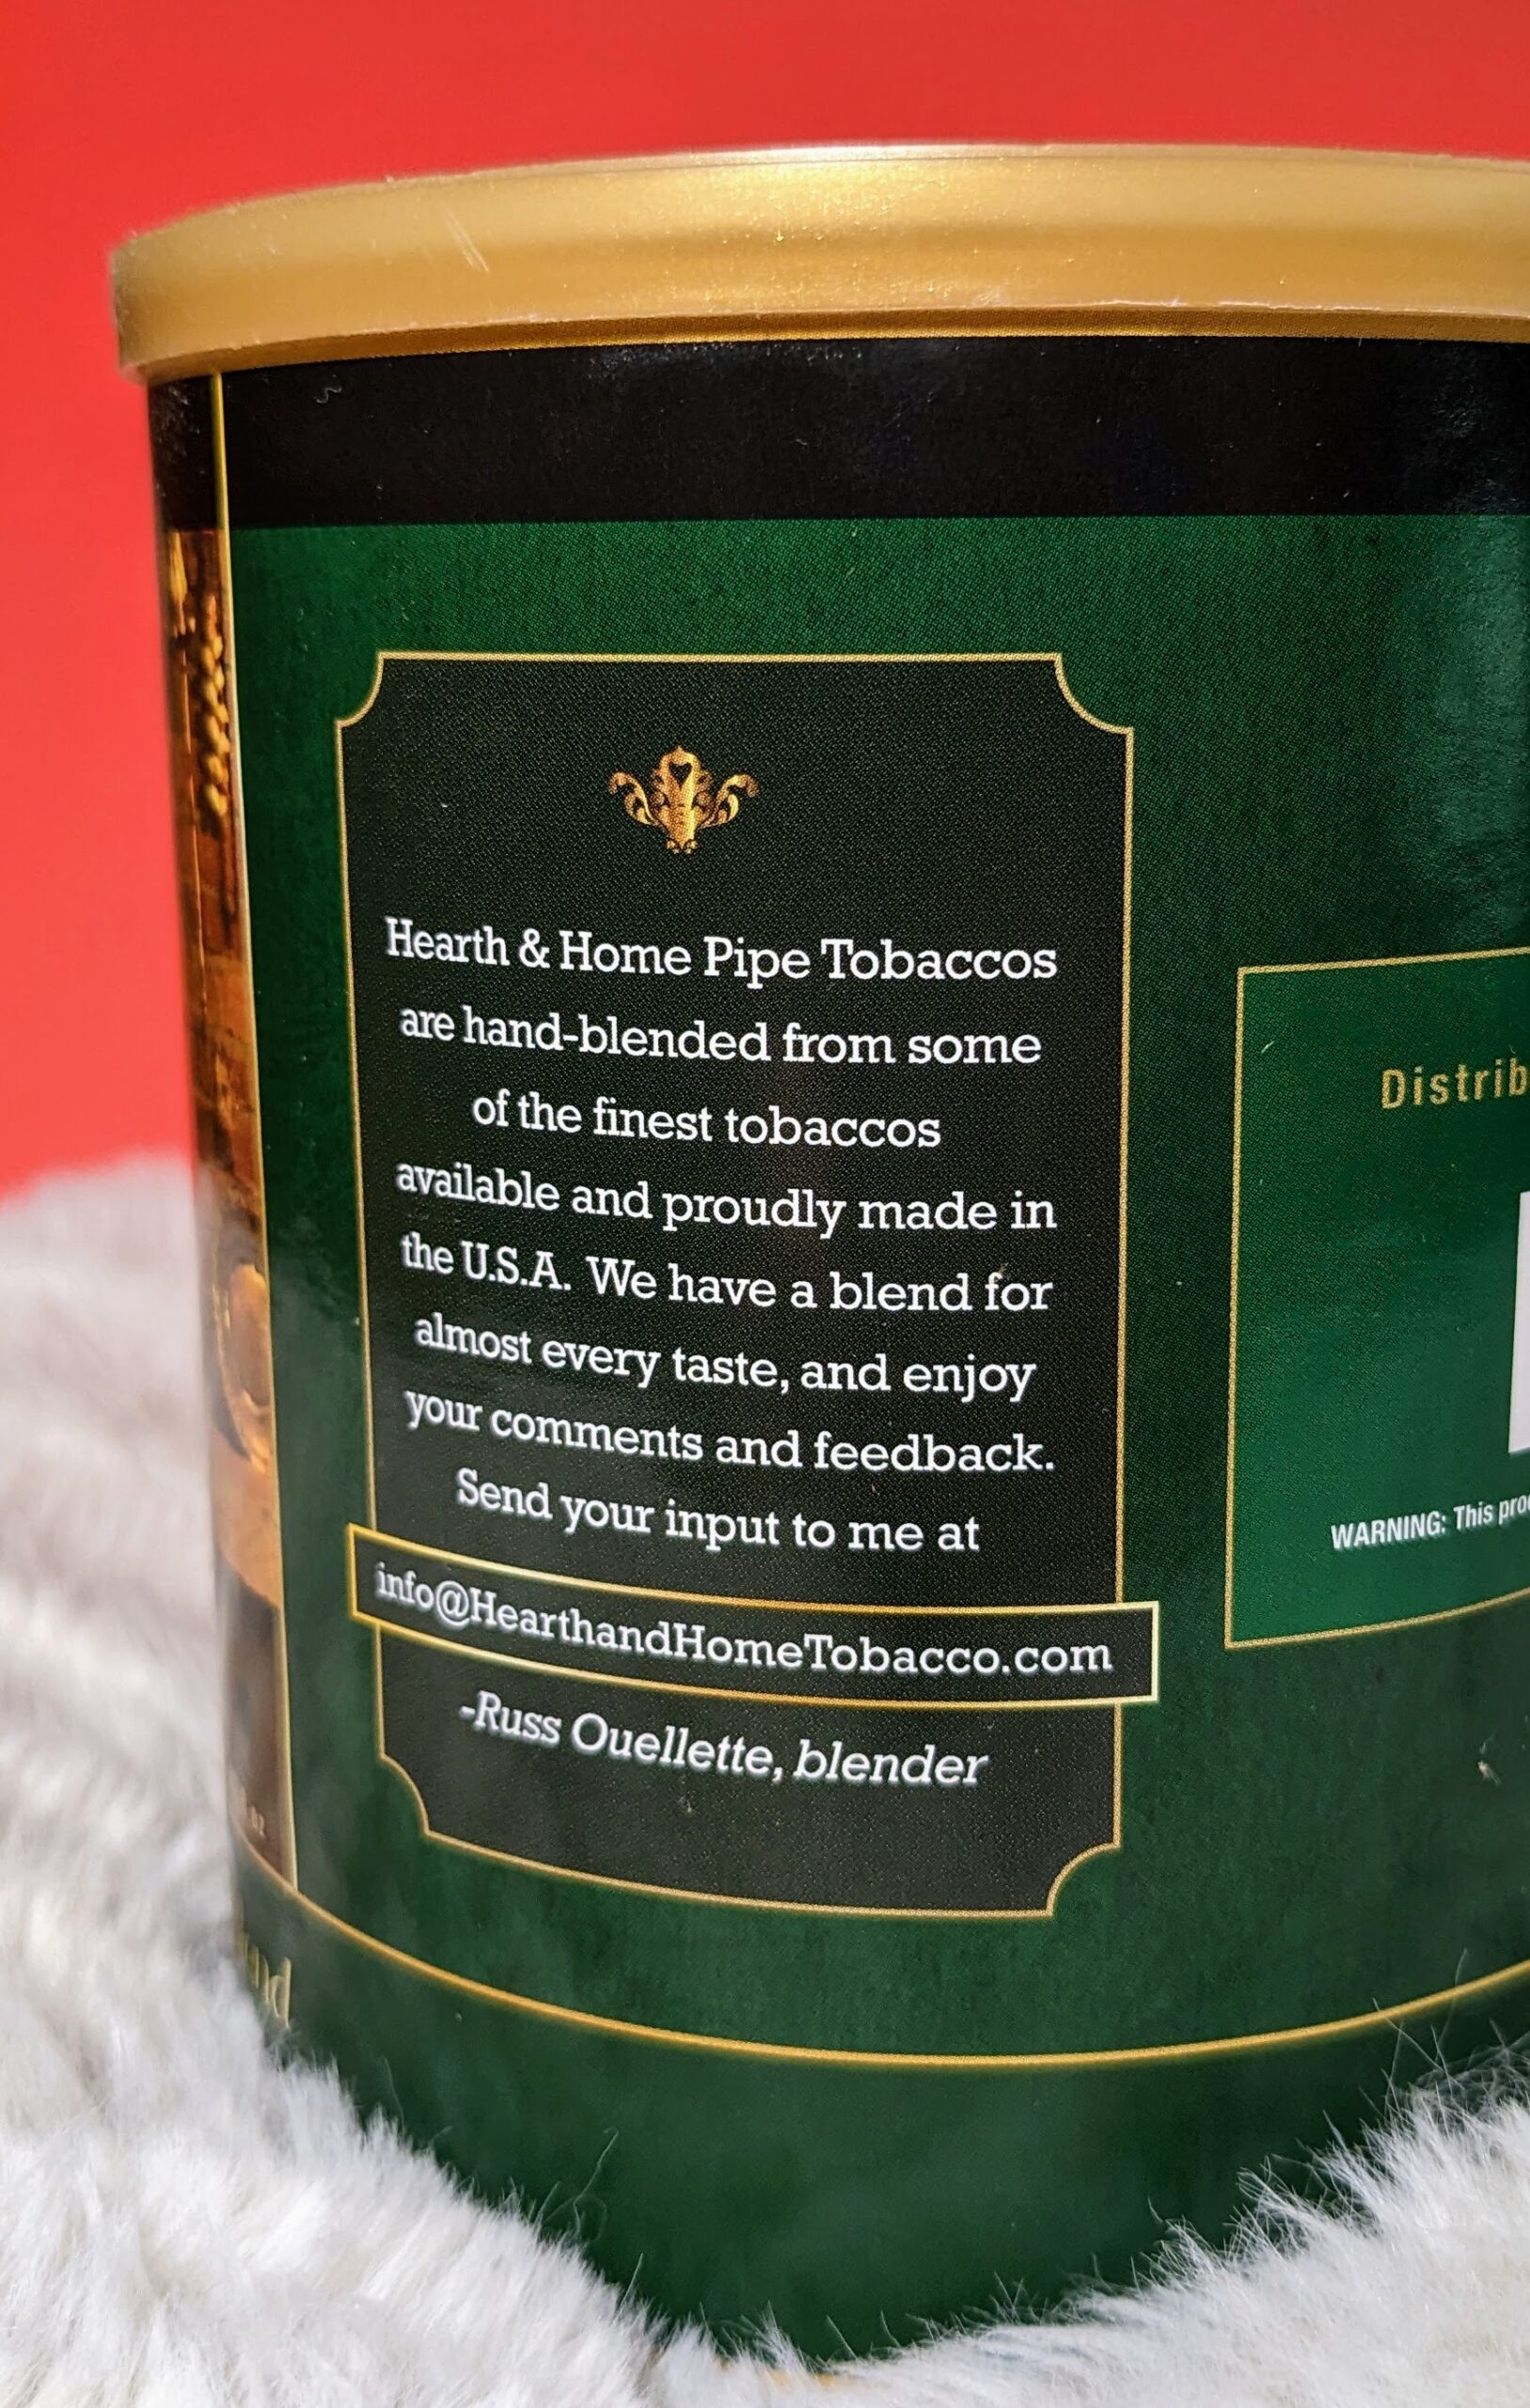 Hearth & Home Pipe Tobaccos
are hand-blended from some
of the finest tobaccos
available and proudly made in
the U.S.A. We have a blend for
almost every taste, and enjoy
your comments and feedback.
Send your input to me at
info@HearthandHomeTobacco.com
-Russ Ouellette, blender
Distrib
WARNING: This